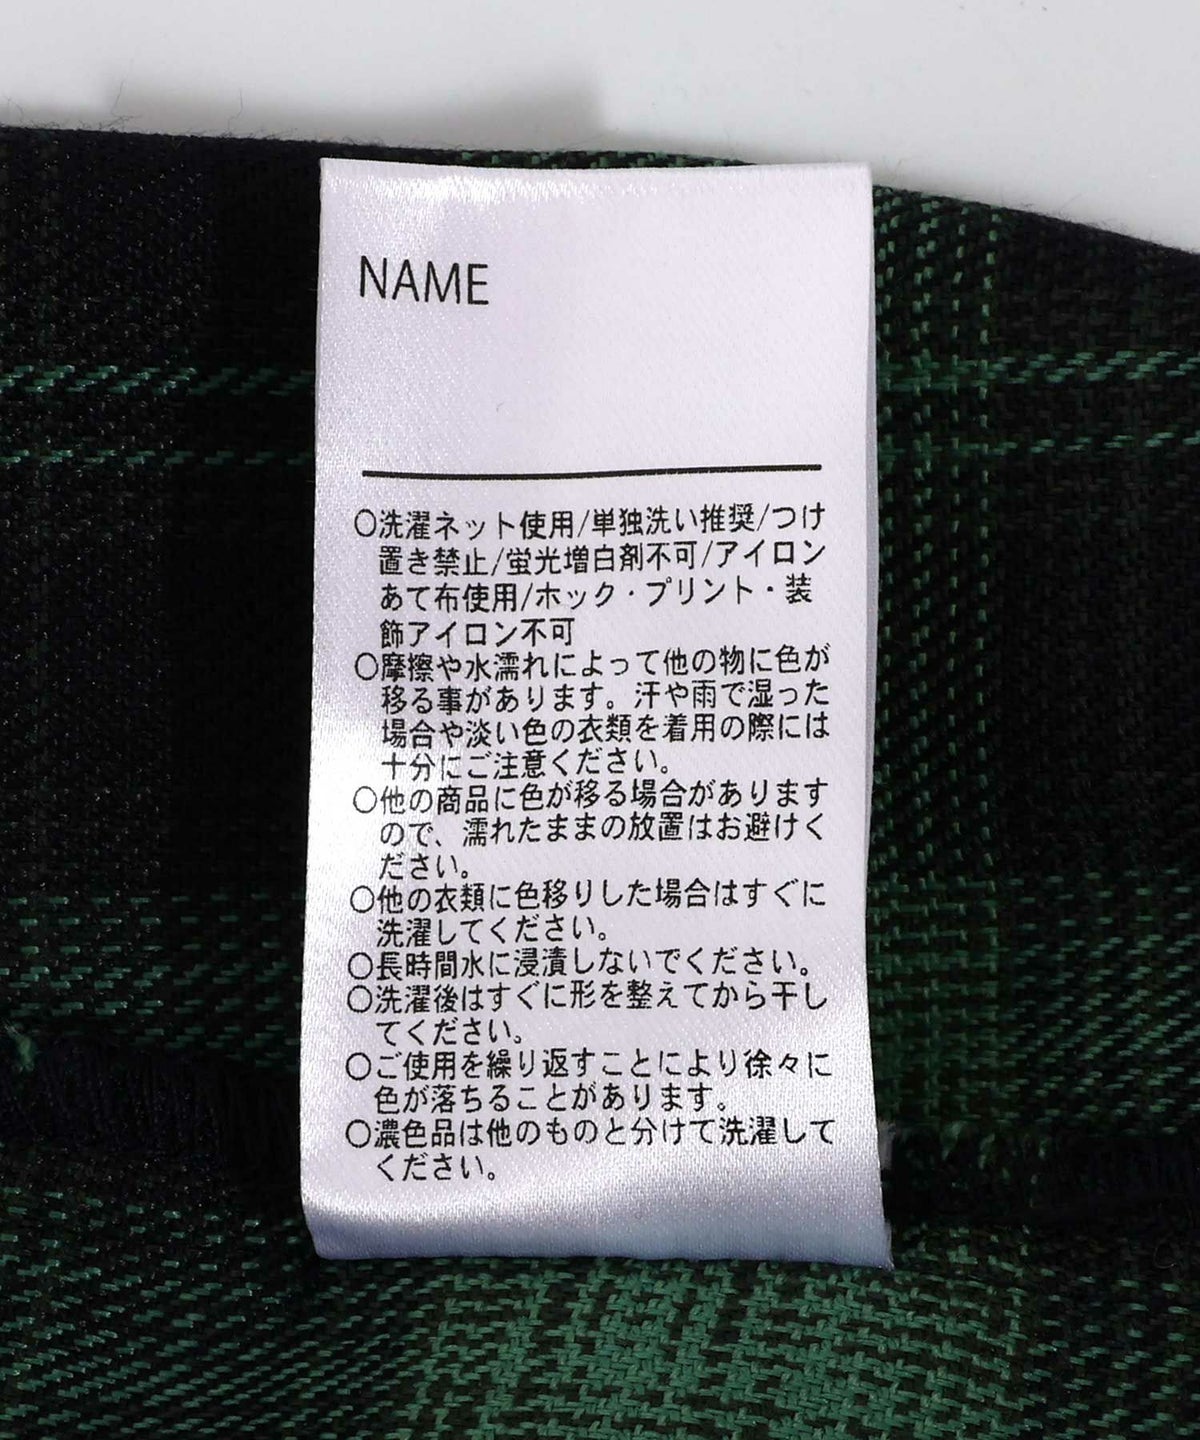 NAME
〇洗濯ネット使用/単独洗い推奨/つけ
置き禁止/蛍光増白剤不可/アイロン
あて布使用/ホック・プリント・装
飾アイロン不可
〇摩擦や水濡れによって他の物に色が
移る事があります。汗や雨で湿った
場合や淡い色の衣類を着用の際には
十分にご注意ください。
〇他の商品に色が移る場合があります
ので、濡れたままの放置はお避けく
ださい。
〇他の衣類に色移りした場合はすぐに
洗濯してください。
〇長時間水に浸漬しないでください。
〇洗濯後はすぐに形を整えてから干し
てください。
〇ご使用を繰り返すことにより徐々に
色が落ちることがあります。
〇濃色品は他のものと分けて洗濯して
ください。